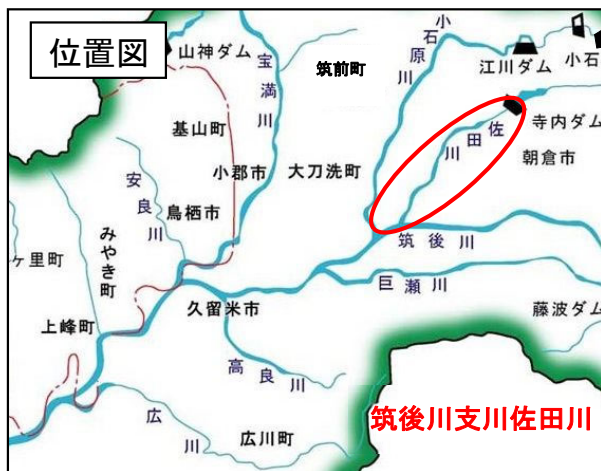 位置図
山神ダム
宝満川
筑前町
小石原川
江川ダム
小石
基山町
佐田川
寺内ダム
朝倉市
安良川
小郡市
大刀洗町
鳥栖市
みやき町
筑後川
ヶ里町
巨瀬川
久留米市
藤波ダム
上峰町
高良川
広川
広川町
筑後川支川佐田川